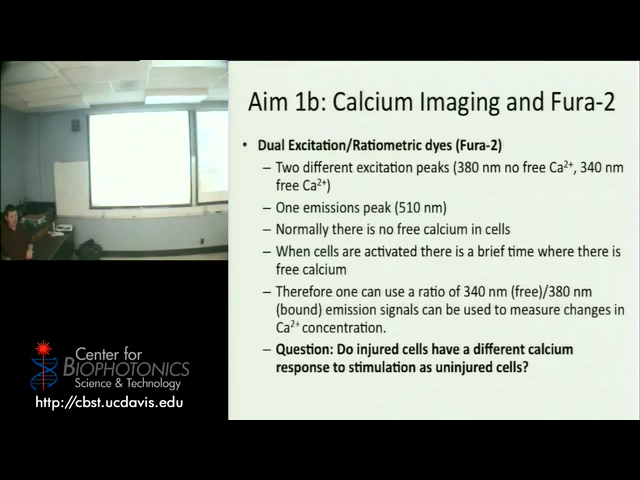 Aim 1b: Calcium Imaging and Fura-2
• Dual Excitation/Ratiometric dyes (Fura-2)
– Two different excitation peaks (380 nm no free Ca²⁺, 340 nm
free Ca²⁺)
– One emissions peak (510 nm)
– Normally there is no free calcium in cells
– When cells are activated there is a brief time where there is
free calcium
– Therefore one can use a ratio of 340 nm (free)/380 nm
(bound) emission signals can be used to measure changes in
Ca²⁺ concentration.
– Question: Do injured cells have a different calcium
response to stimulation as uninjured cells?
Center for
BIOPHOTONICS
Science & Technology
http://cbst.ucdavis.edu